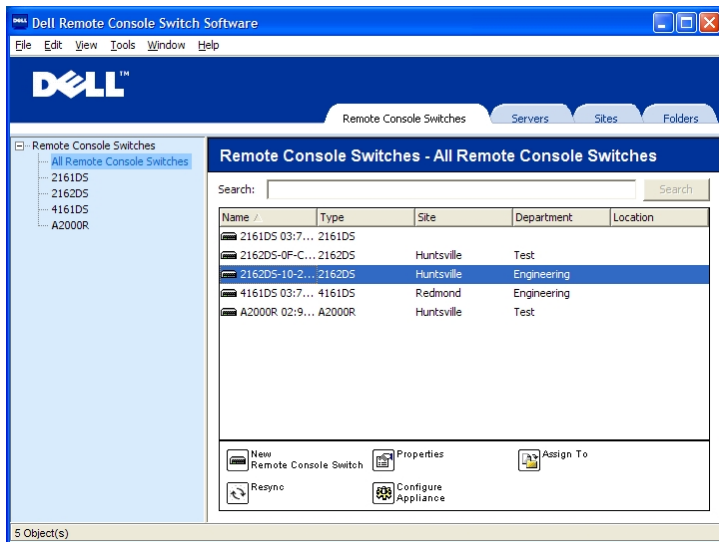 DELL Dell Remote Console Switch Software
File Edit View Tools Window Help
DELL™
Remote Console Switches Servers Sites Folders
Remote Console Switches
All Remote Console Switches
2161DS
2162DS
4161DS
A2000R
Remote Console Switches - All Remote Console Switches
Search: Search
Name Type Site Department Location
2161DS 03:7... 2161DS
2162DS-0F-C... 2162DS Huntsville Test
2162DS-10-2... 2162DS Huntsville Engineering
4161DS 03:7... 4161DS Redmond Engineering
A2000R 02:9... A2000R Huntsville Test
New Remote Console Switch
Properties
Assign To
Resync
Configure Appliance
5 Object(s)